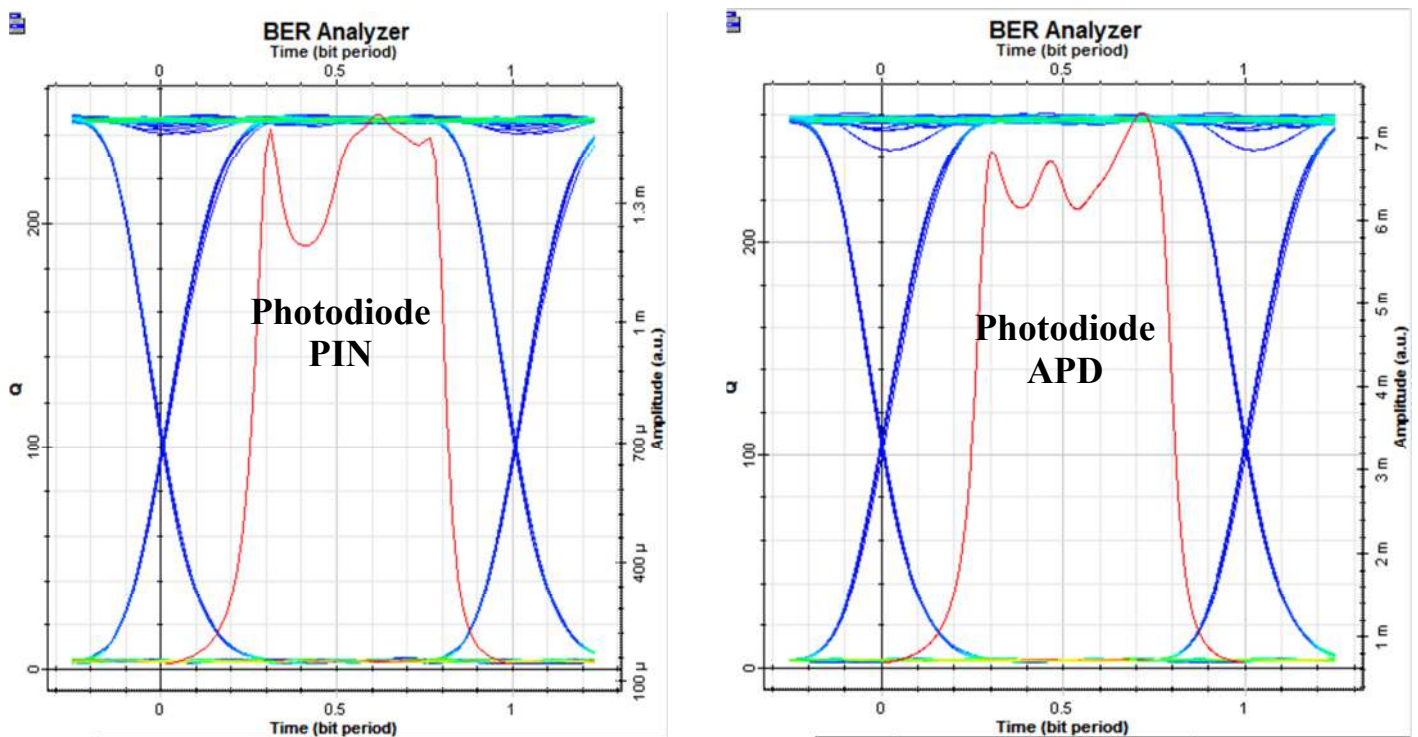 BER Analyzer
Time (bit period)
0 0.5 1
Q
0 100 200
Photodiode
PIN
100 µ 400 µ 700 µ 1 m 1.3 m
Amplitude (a.u.)
0 0.5 1
Time (bit period)
BER Analyzer
Time (bit period)
0 0.5 1
Q
0 100 200
Photodiode
APD
1 m 2 m 3 m 4 m 5 m 6 m 7 m
Amplitude (a.u.)
0 0.5 1
Time (bit period)